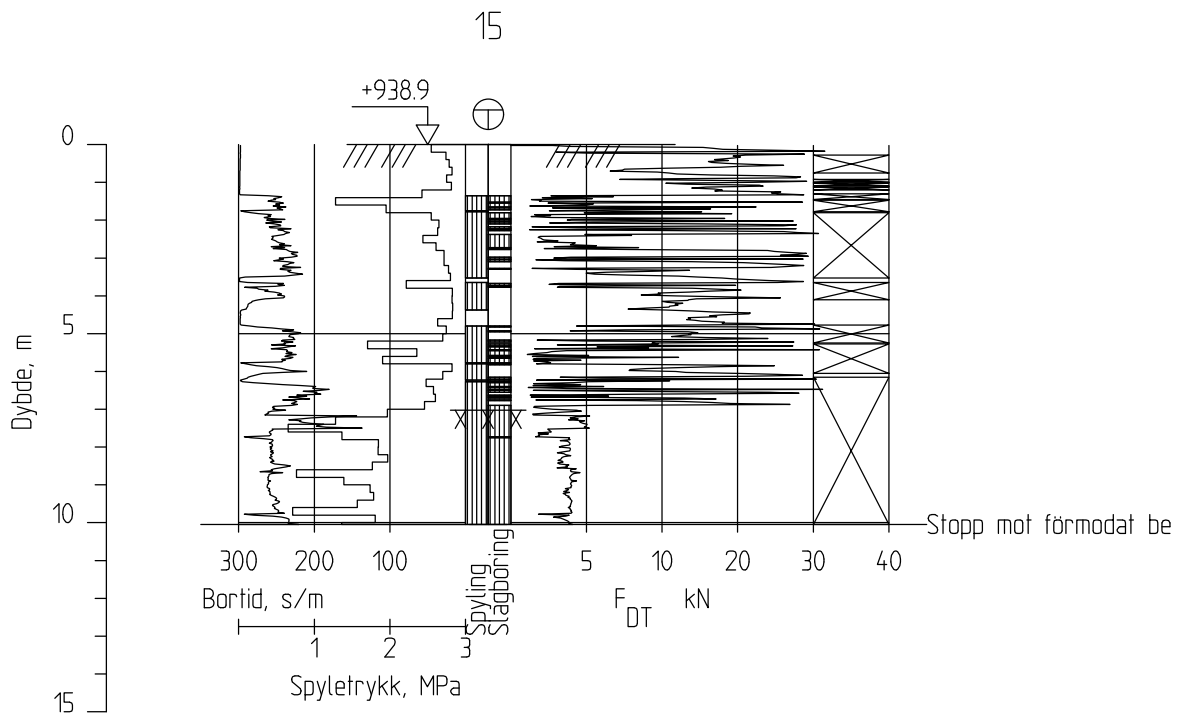 15
+938.9
0
5
10
15
Dybde, m
Stopp mot förmodat be
300 200 100
Bortid, s/m
Spyling
Slagboring
5 10 20 30 40
F DT kN
1 2 3
Spyletrykk, MPa